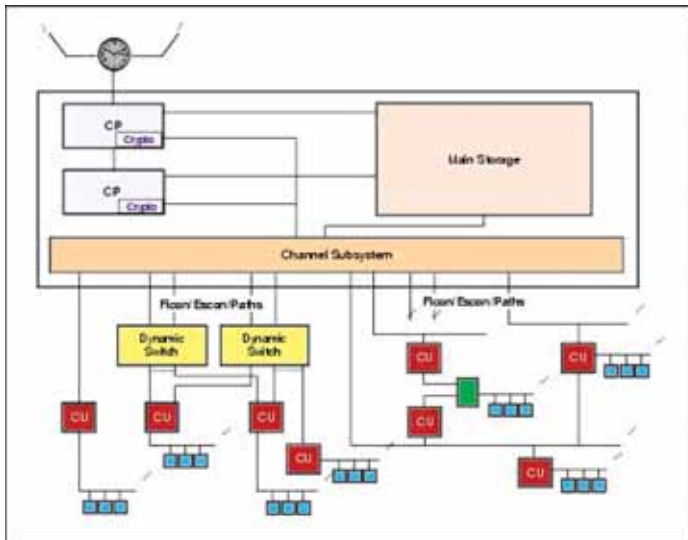 CP
Crypto
Main Storage
CP
Crypto
Channel Subsystem
Ficon/Escon/Paths
Ficon/Escon/Paths
Dynamic
Switch
Dynamic
Switch
CU
CU
CU
CU
CU
CU
CU
CU